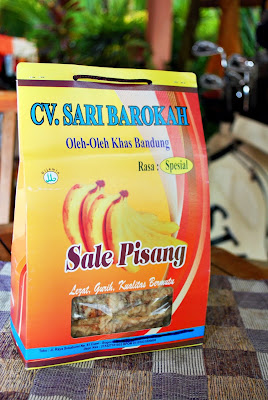 CV. SARI BAROKAH
Oleh-Oleh Khas Bandung
Rasa : Spesial
Sale Pisang
Lezat, Gurih, Kualitas Bermutu